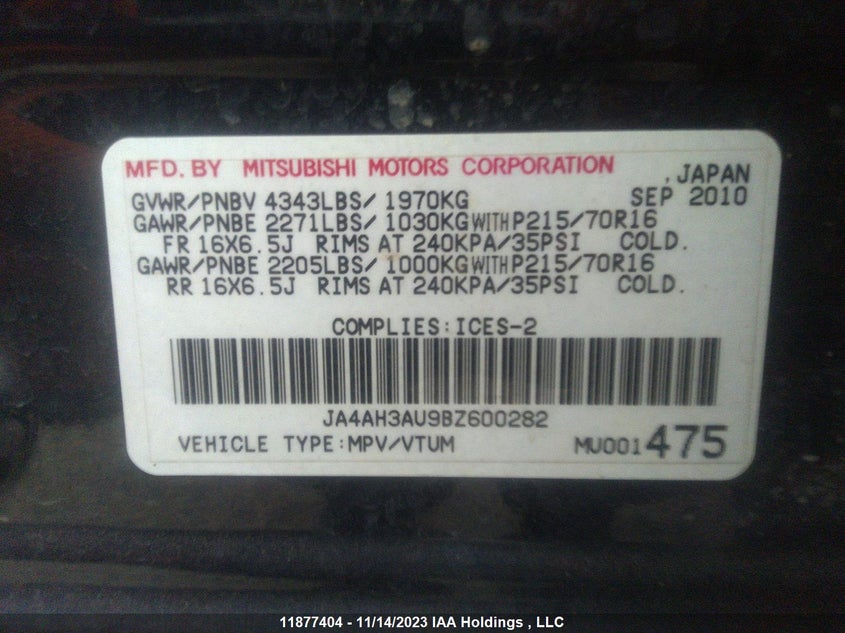 MFD. BY MITSUBISHI MOTORS CORPORATION , JAPAN
GVWR/PNBV 4343LBS/ 1970KG SEP 2010
GAWR/PNBE 2271LBS/ 1030KG WITH P215/70R16
FR 16X6.5J RIMS AT 240KPA/35PSI COLD.
GAWR/PNBE 2205LBS/ 1000KG WITH P215/70R16
RR 16X6.5J RIMS AT 240KPA/35PSI COLD.
COMPLIES:ICES-2
JA4AH3AU9BZ600282
VEHICLE TYPE:MPV/VTUM MU001 475
11877404 - 11/14/2023 IAA Holdings , LLC